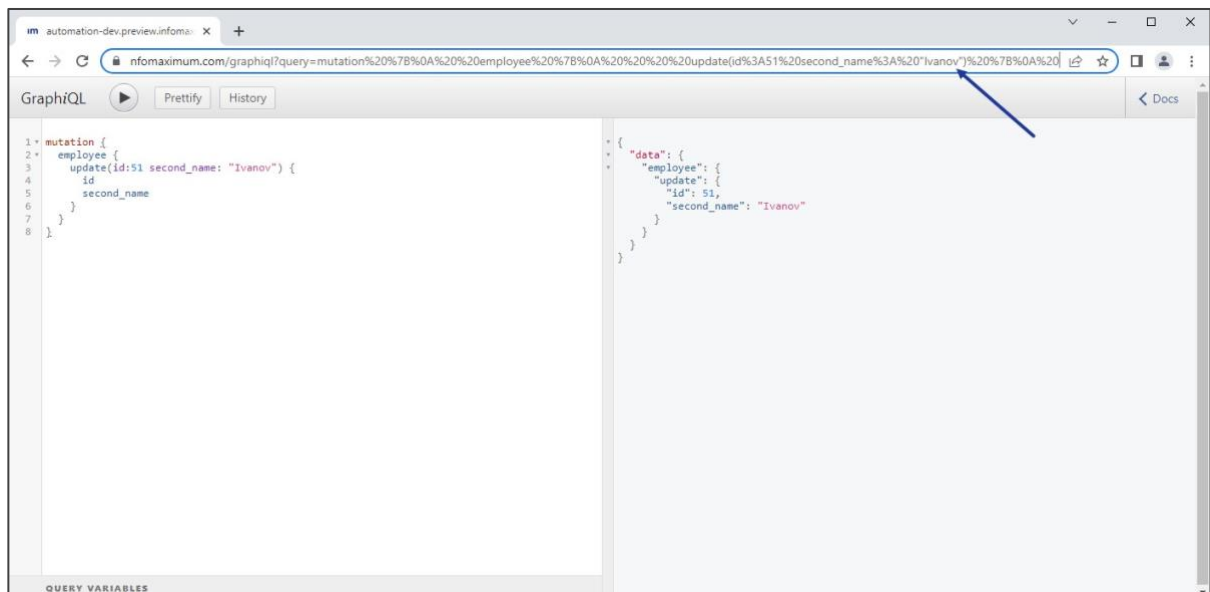 im automation-dev.preview.infoma
nfomaximum.com/graphiql?query=mutation%20%7B%0A%20%20employee%20%7B%0A%20%20%20%20update(id%3A51%20second_name%3A%20"Ivanov")%20%7B%0A%20
GraphiQL Prettify History Docs
1 mutation {
2 employee {
3 update(id:51 second_name: "Ivanov") {
4 id
5 second_name
6 }
7 }
8 }
{
"data": {
"employee": {
"update": {
"id": 51,
"second_name": "Ivanov"
}
}
}
}
QUERY VARIABLES